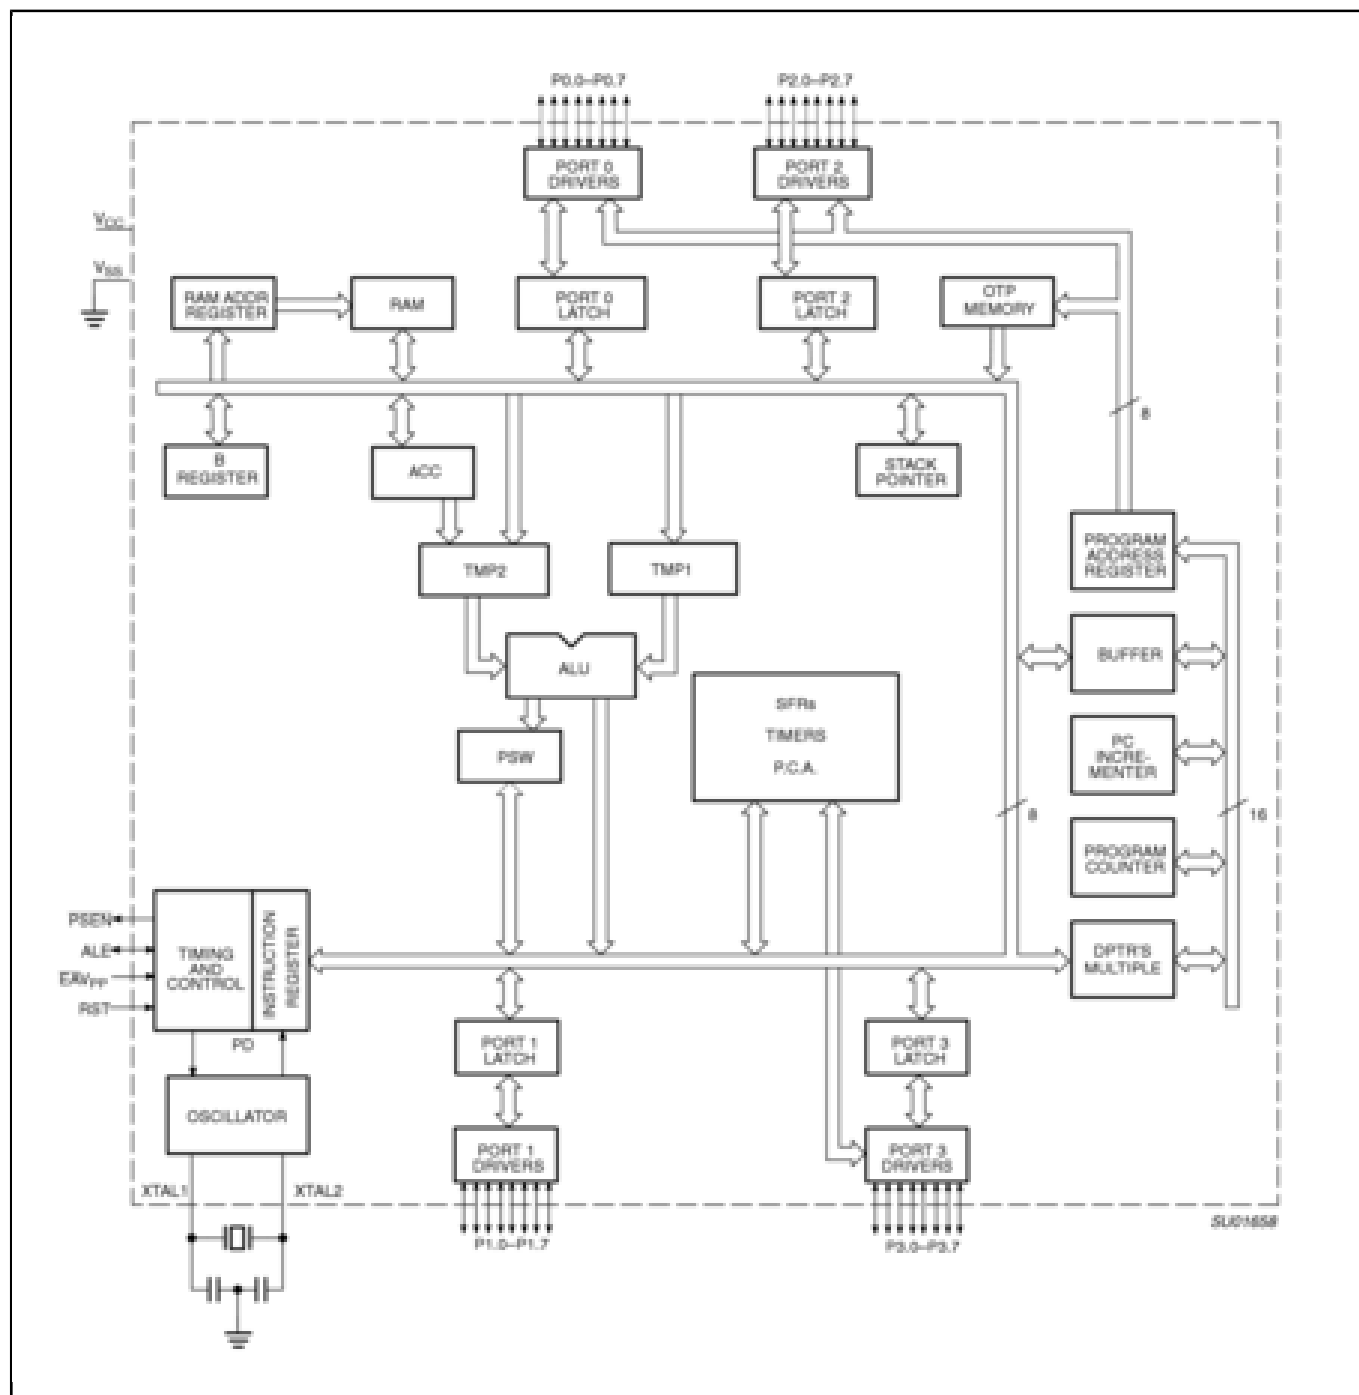 P0.0–P0.7
P2.0–P2.7
PORT 0
DRIVERS
PORT 2
DRIVERS
VCC
VSS
RAM ADDR
REGISTER
RAM
PORT 0
LATCH
PORT 2
LATCH
OTP
MEMORY
8
B
REGISTER
ACC
STACK
POINTER
PROGRAM
ADDRESS
REGISTER
TMP2
TMP1
BUFFER
ALU
SFRs
TIMERS
P.C.A.
PSW
PC
INCRE-
MENTER
8
16
PROGRAM
COUNTER
PSEN
ALE
EAVPP
RST
TIMING
AND
CONTROL
INSTRUCTION
REGISTER
DPTR'S
MULTIPLE
PD
PORT 1
LATCH
PORT 3
LATCH
OSCILLATOR
PORT 1
DRIVERS
PORT 3
DRIVERS
XTAL1
XTAL2
P1.0–P1.7
P3.0–P3.7
SU01658